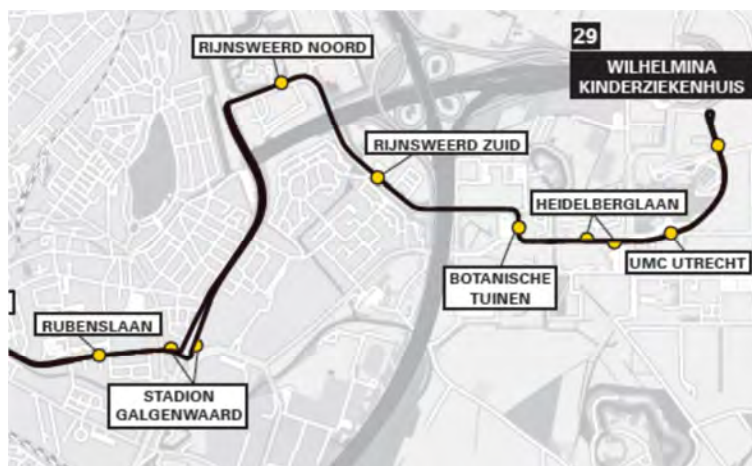 RIJNSWEERD NOORD
29
WILHELMINA
KINDERZIEKENHUIS
RIJNSWEERD ZUID
HEIDELBERGLAAN
UMC UTRECHT
BOTANISCHE
TUINEN
RUBENSLAAN
STADION
GALGENWAARD